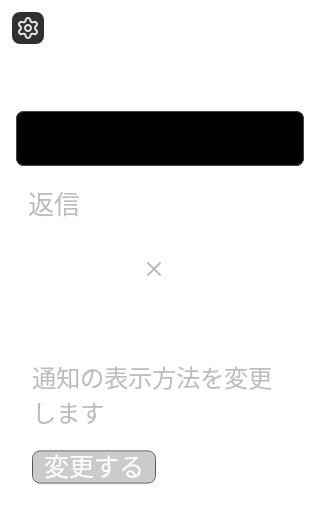 返信
通知の表示方法を変更
します
変更する